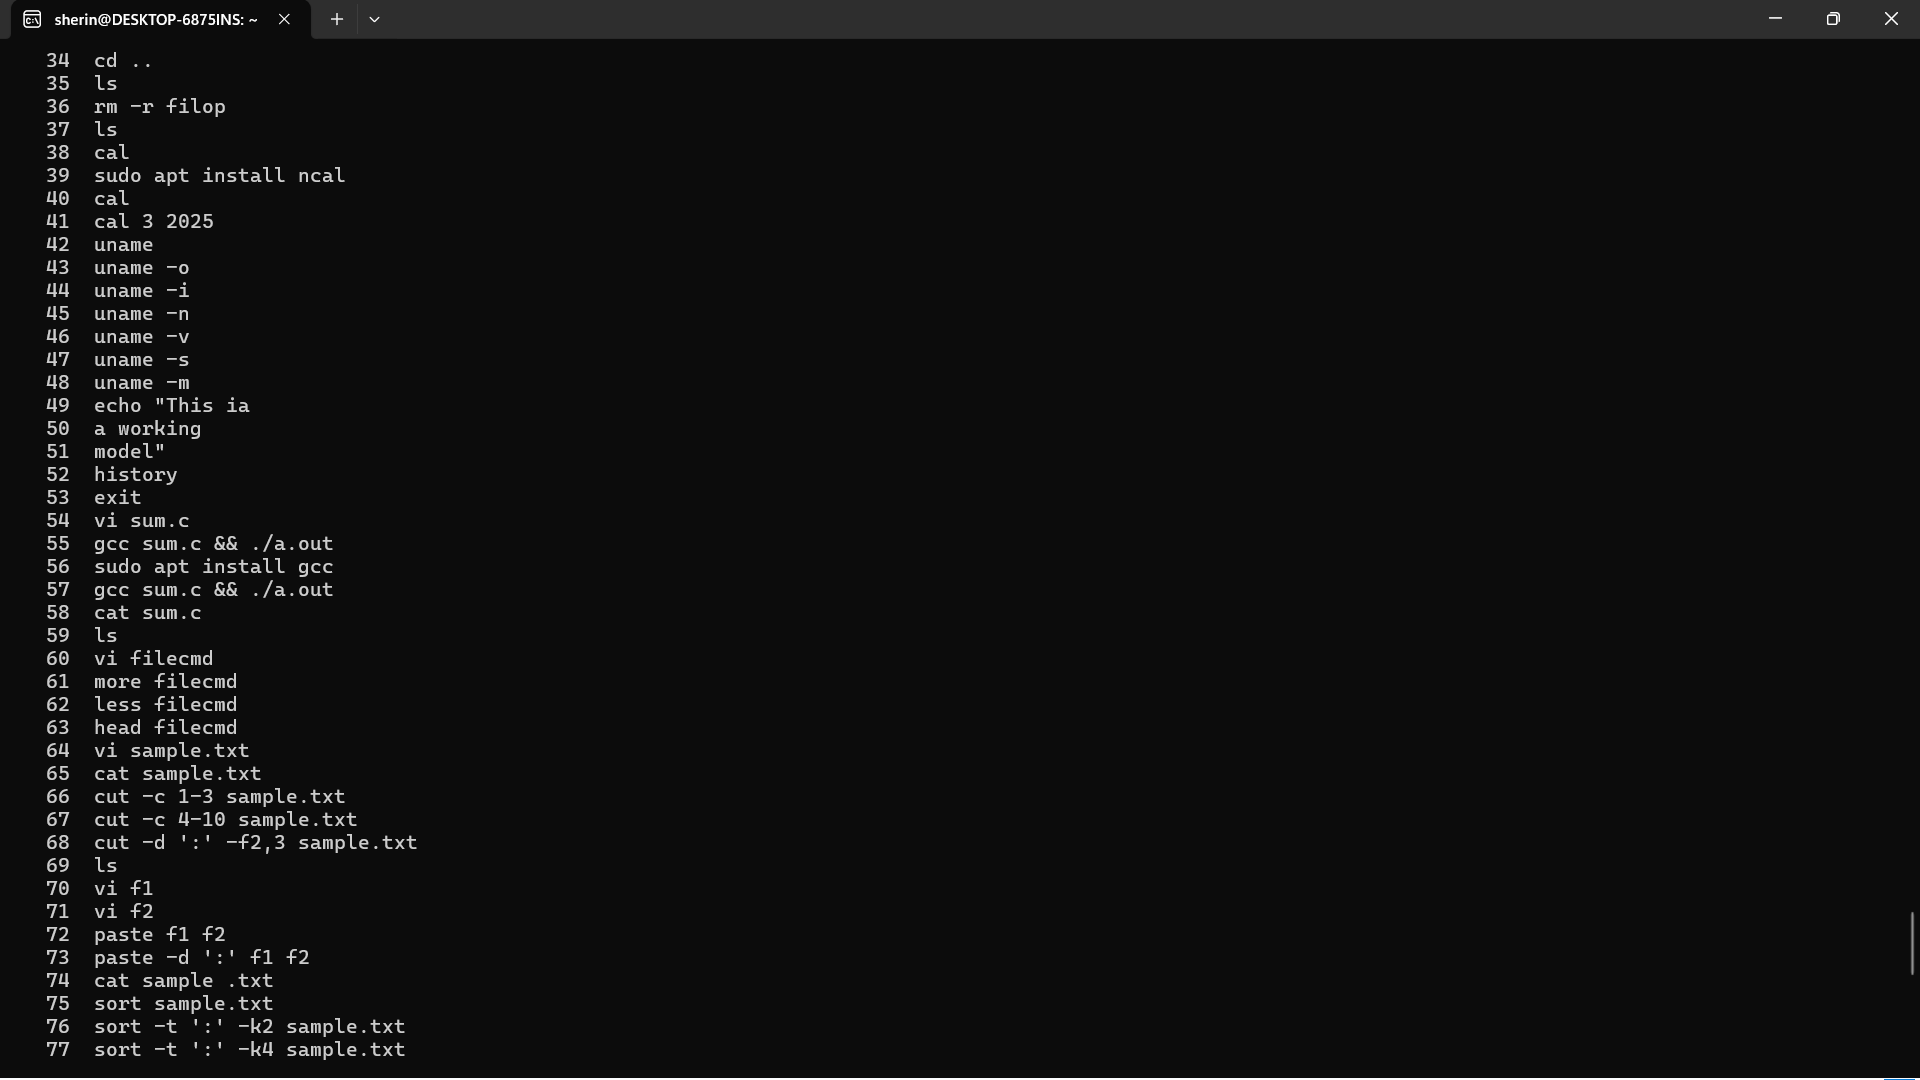 sherin@DESKTOP-6875INS: ~
34 cd ..
35 ls
36 rm -r filop
37 ls
38 cal
39 sudo apt install ncal
40 cal
41 cal 3 2025
42 uname
43 uname -o
44 uname -i
45 uname -n
46 uname -v
47 uname -s
48 uname -m
49 echo "This ia
50 a working
51 model"
52 history
53 exit
54 vi sum.c
55 gcc sum.c && ./a.out
56 sudo apt install gcc
57 gcc sum.c && ./a.out
58 cat sum.c
59 ls
60 vi filecmd
61 more filecmd
62 less filecmd
63 head filecmd
64 vi sample.txt
65 cat sample.txt
66 cut -c 1-3 sample.txt
67 cut -c 4-10 sample.txt
68 cut -d ':' -f2,3 sample.txt
69 ls
70 vi f1
71 vi f2
72 paste f1 f2
73 paste -d ':' f1 f2
74 cat sample .txt
75 sort sample.txt
76 sort -t ':' -k2 sample.txt
77 sort -t ':' -k4 sample.txt